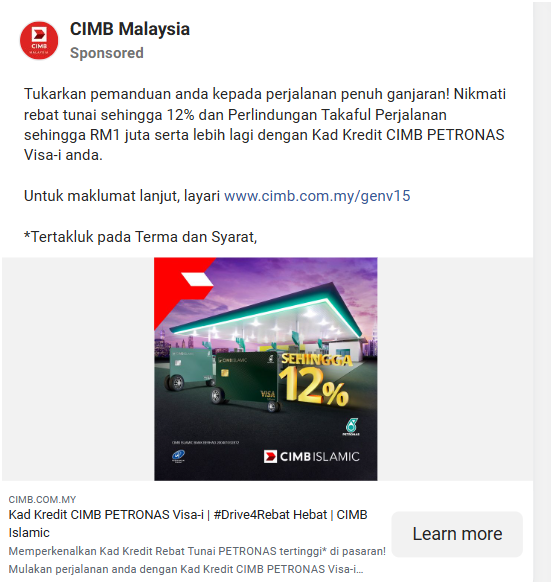 CIMB Malaysia
Sponsored
Tukarkan pemanduan anda kepada perjalanan penuh ganjaran! Nikmati
rebat tunai sehingga 12% dan Perlindungan Takaful Perjalanan
sehingga RM1 juta serta lebih lagi dengan Kad Kredit CIMB PETRONAS
Visa-i anda.
Untuk maklumat lanjut, layari www.cimb.com.my/genv15
*Tertakluk pada Terma dan Syarat,
CIMB ISLAMIC
VISA
SEHINGGA
12%
PETRONAS
CIMB ISLAMIC
CIMB.COM.MY
Kad Kredit CIMB PETRONAS Visa-i | #Drive4Rebat Hebat | CIMB
Islamic
Memperkenalkan Kad Kredit Rebat Tunai PETRONAS tertinggi* di pasaran!
Mulakan perjalanan anda dengan Kad Kredit CIMB PETRONAS Visa-i...
Learn more